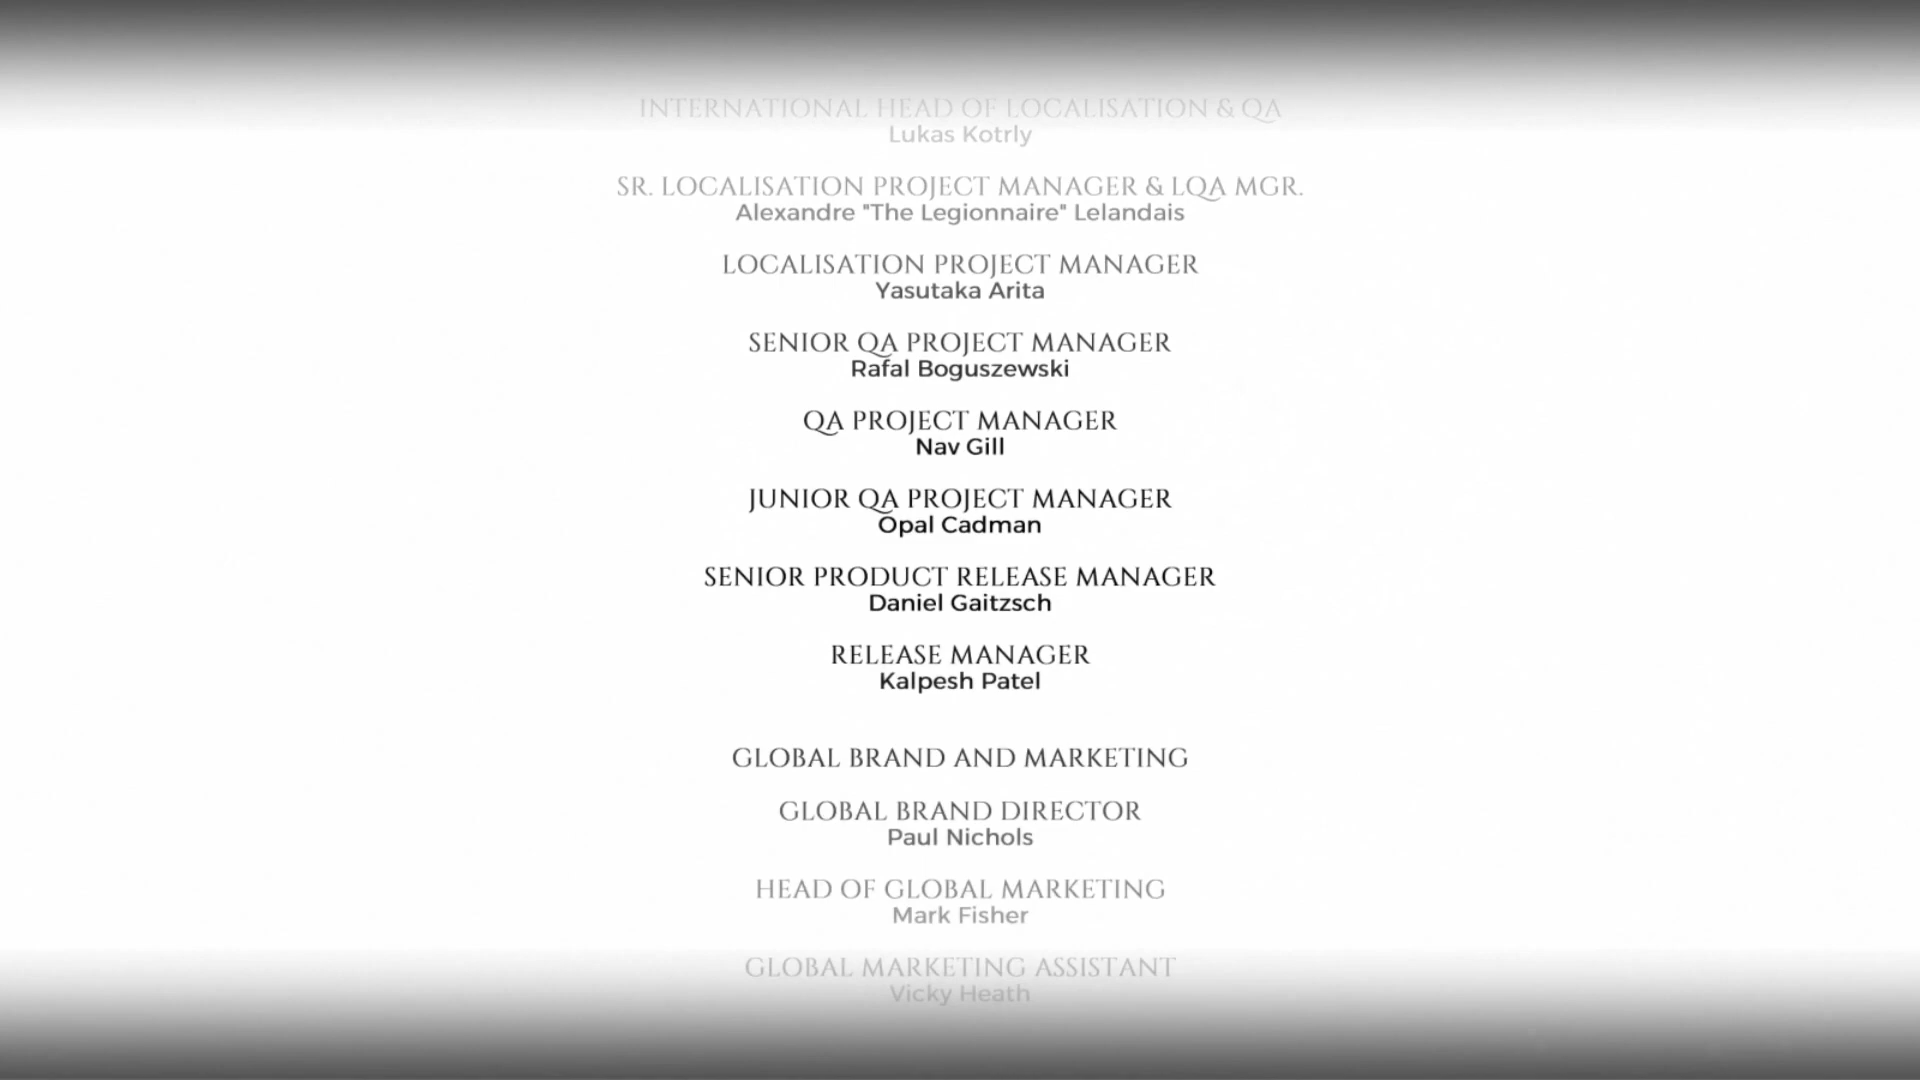 INTERNATIONAL HEAD OF LOCALISATION & QA
Lukas Kotrly
SR. LOCALISATION PROJECT MANAGER & LQA MGR.
Alexandre "The Legionnaire" Lelandais
LOCALISATION PROJECT MANAGER
Yasutaka Arita
SENIOR QA PROJECT MANAGER
Rafal Boguszewski
QA PROJECT MANAGER
Nav Gill
JUNIOR QA PROJECT MANAGER
Opal Cadman
SENIOR PRODUCT RELEASE MANAGER
Daniel Gaitzsch
RELEASE MANAGER
Kalpesh Patel
GLOBAL BRAND AND MARKETING
GLOBAL BRAND DIRECTOR
Paul Nichols
HEAD OF GLOBAL MARKETING
Mark Fisher
GLOBAL MARKETING ASSISTANT
Vicky Heath